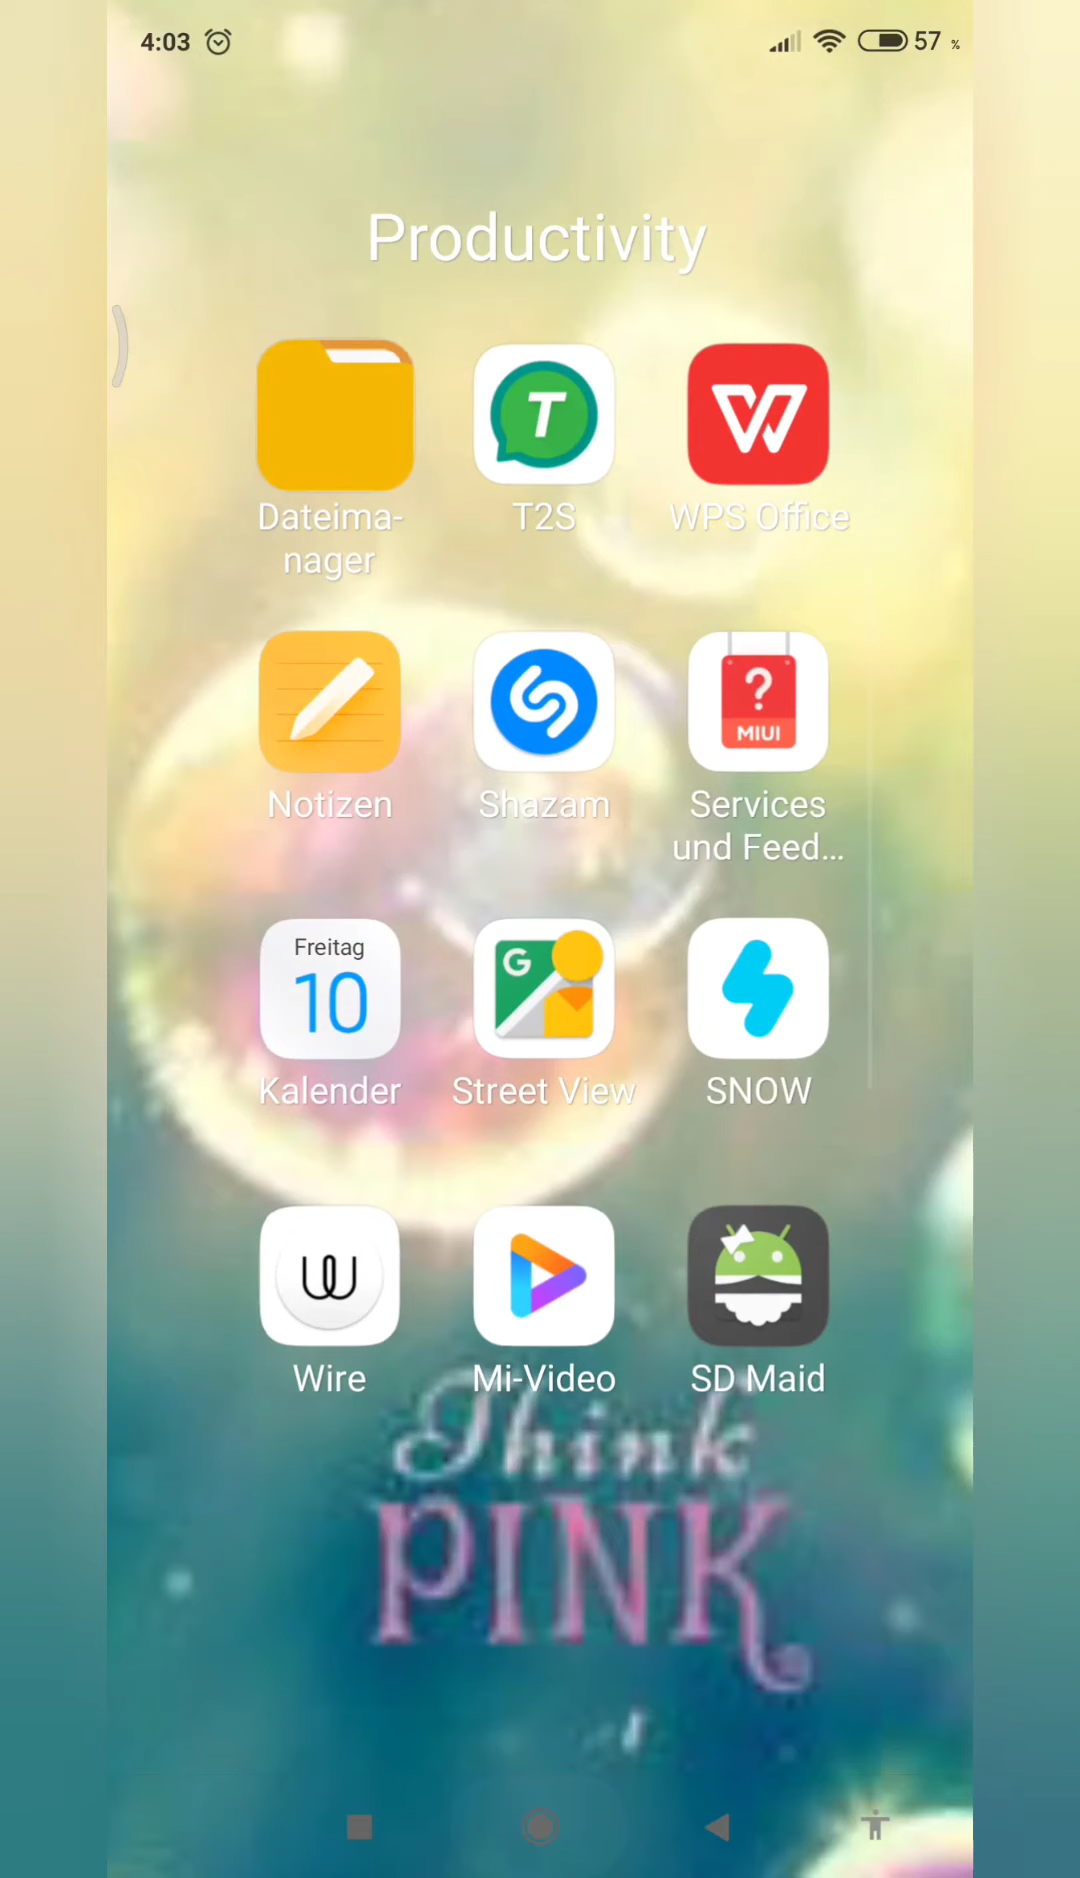 4:03 57 %
Productivity
T W
Dateima-
nager T2S WPS Office
?
MIUI
Notizen Shazam Services
und Feed...
Freitag
10 G
Kalender Street View SNOW
W
Wire Mi-Video SD Maid
Think
PINK